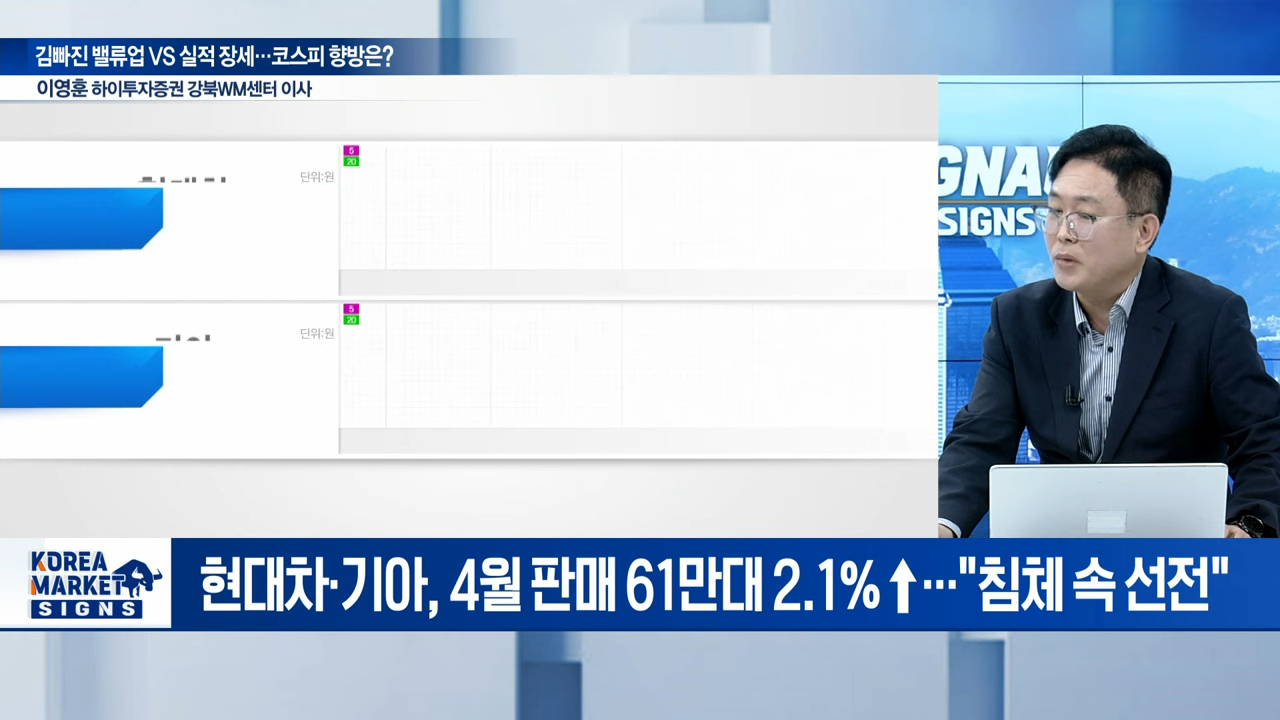 김빠진 밸류업 VS 실적 장세…코스피 향방은?
이영훈 하이투자증권 강북WM센터 이사
5
20
단위:원
5
20
단위:원
GNA
SIGNS
KOREA
MARKET
SIGNS
현대차·기아, 4월 판매 61만대 2.1%↑…"침체 속 선전"